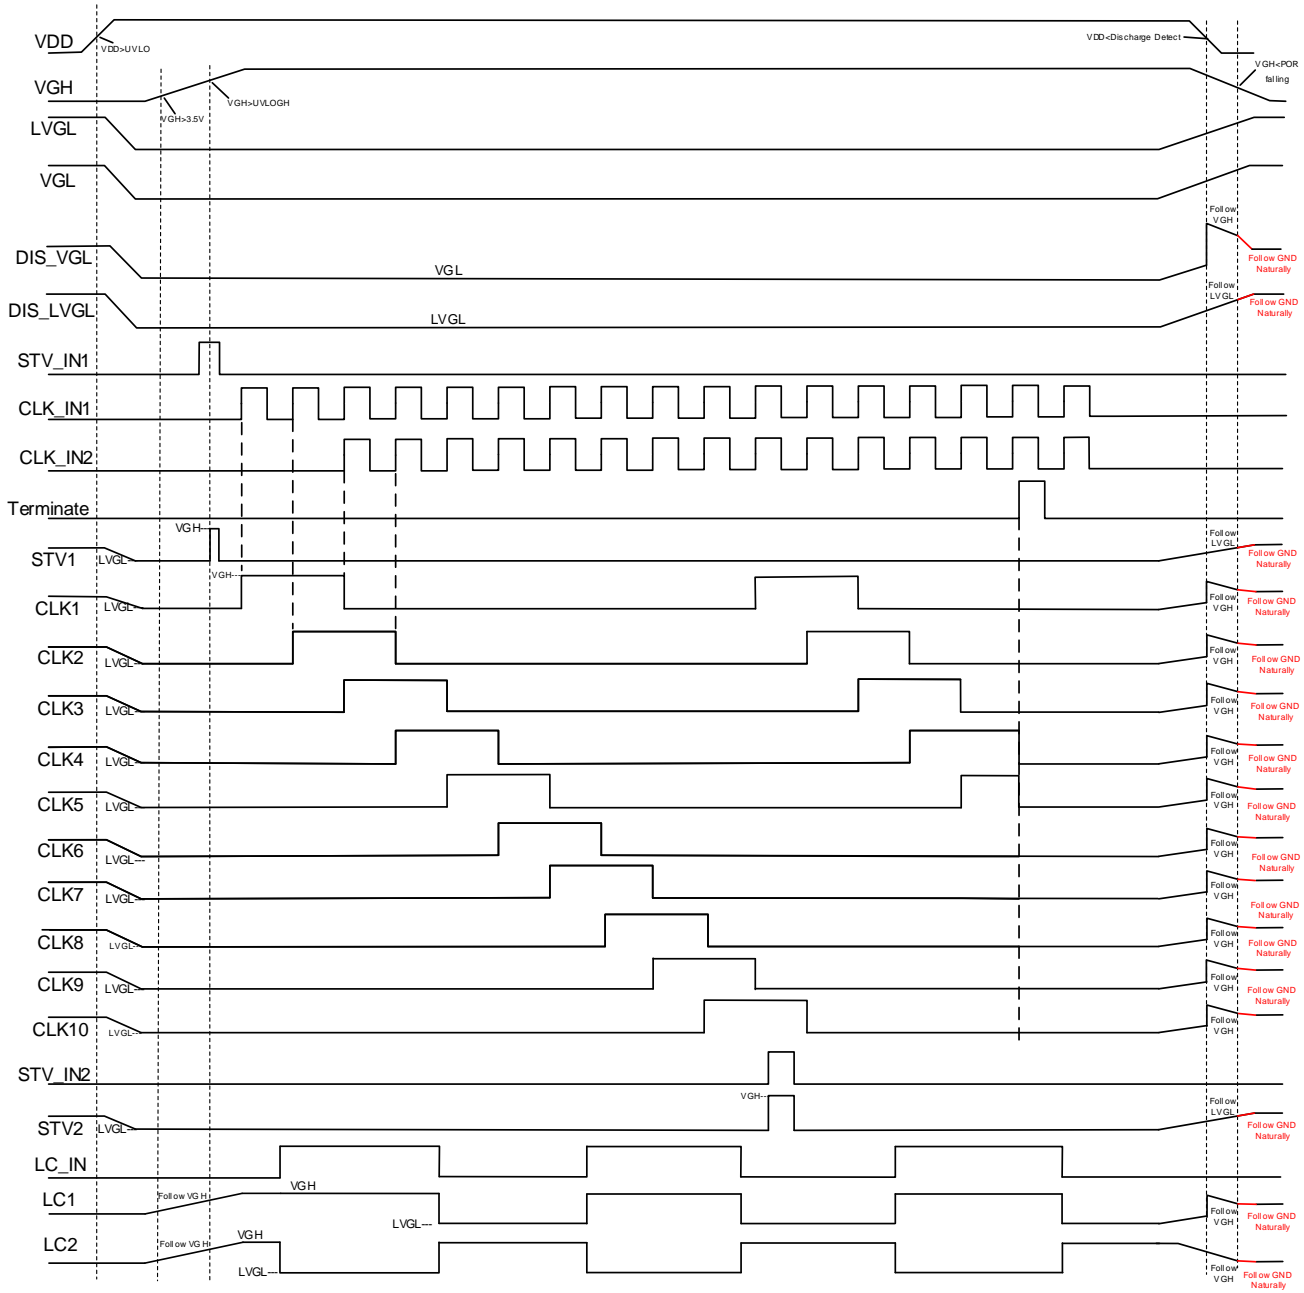 VDD
VDD>UVLO
VDD<Discharge Detect
VGH
VGH>3.5V
VGH>UVLOGH
VGH<POR
falling
LVGL
VGL
DIS_VGL
VGL
Follow
VGH
Follow GND
Naturally
DIS_LVGL
LVGL
Follow
LVGL
Follow GND
Naturally
STV_IN1
CLK_IN1
CLK_IN2
Terminate
VGH---
STV1
LVGL--
Follow
LVGL
Follow GND
Naturally
VGH---
CLK1
LVGL--
Follow
VGH
Follow GND
Naturally
CLK2
LVGL---
Follow
VGH
Follow GND
Naturally
CLK3
LVGL--
Follow
VGH
Follow GND
Naturally
CLK4
LVGL--
Follow
VGH
Follow GND
Naturally
CLK5
LVGL--
Follow
VGH
Follow GND
Naturally
CLK6
LVGL---
Follow
VGH
Follow GND
Naturally
CLK7
LVGL--
Follow
VGH
Follow GND
Naturally
CLK8
LVGL--
Follow
VGH
Follow GND
Naturally
CLK9
LVGL--
Follow
VGH
Follow GND
Naturally
CLK10
LVGL---
Follow
VGH
Follow GND
Naturally
STV_IN2
VGH---
STV2
LVGL---
Follow
LVGL
Follow GND
Naturally
LC_IN
LC1
Follow VGH
VGH
LVGL---
Follow
VGH
Follow GND
Naturally
LC2
Follow VGH
VGH
LVGL---
Follow
VGH
Follow GND
Naturally